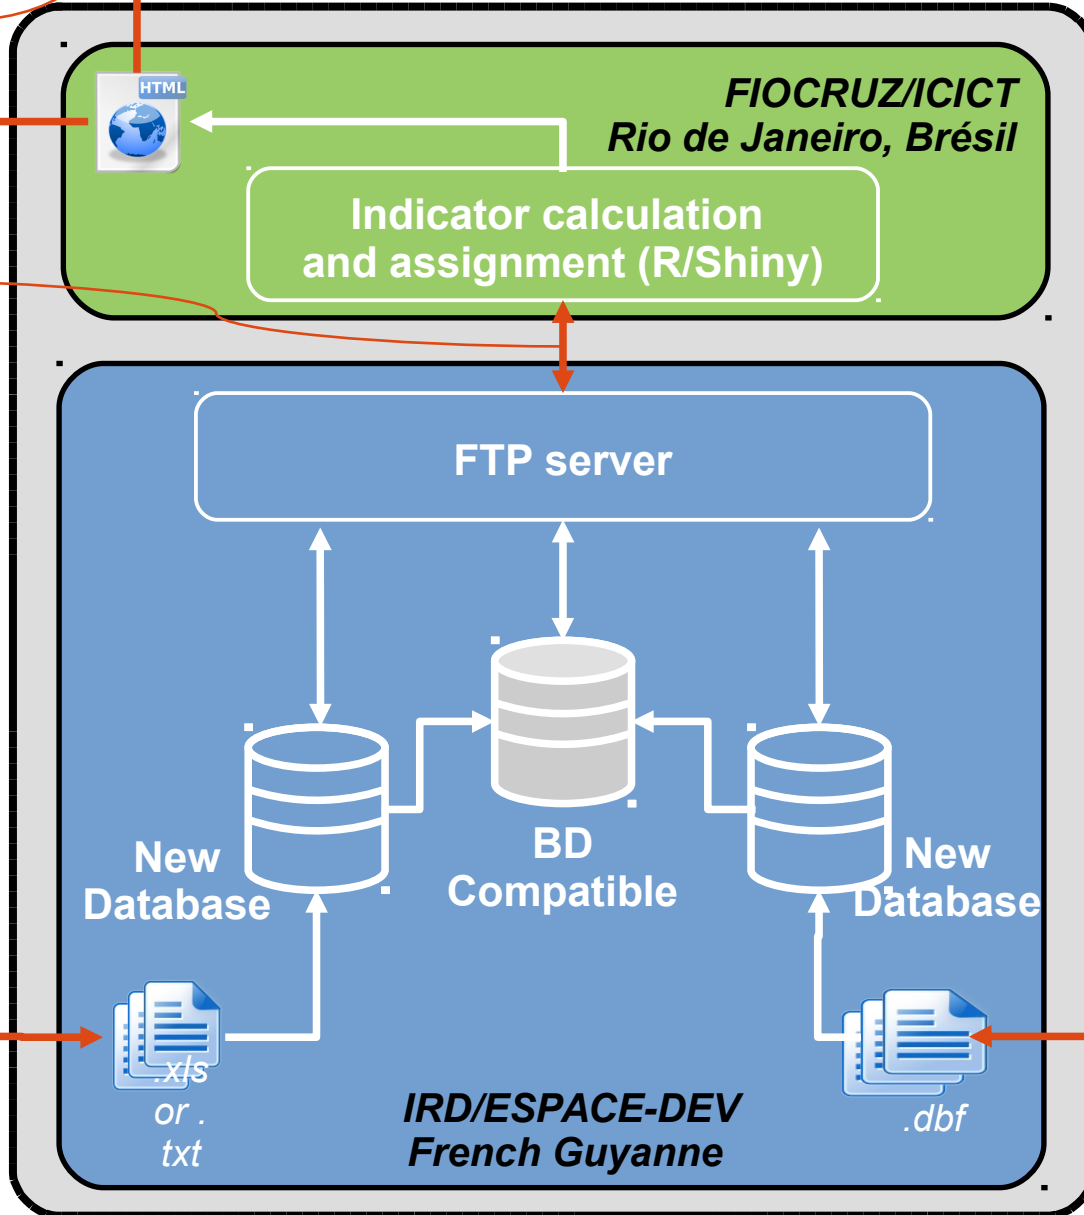 HTML
FIOCRUZ/ICICT
Rio de Janeiro, Brésil
Indicator calculation
and assignment (R/Shiny)
FTP server
New
Database
BD
Compatible
New
Database
.xls
or .
txt
IRD/ESPACE-DEV
French Guyanne
.dbf